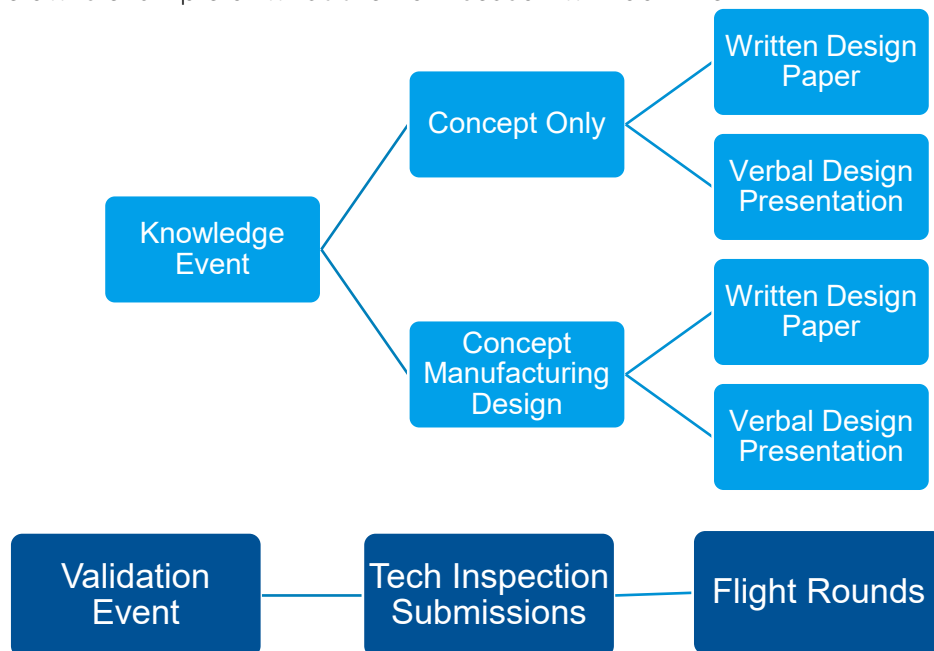 Written Design
Paper
Concept Only
Verbal Design
Presentation
Knowledge
Event
Written Design
Paper
Concept
Manufacturing
Design
Verbal Design
Presentation
Validation
Event
Tech Inspection
Submissions
Flight Rounds